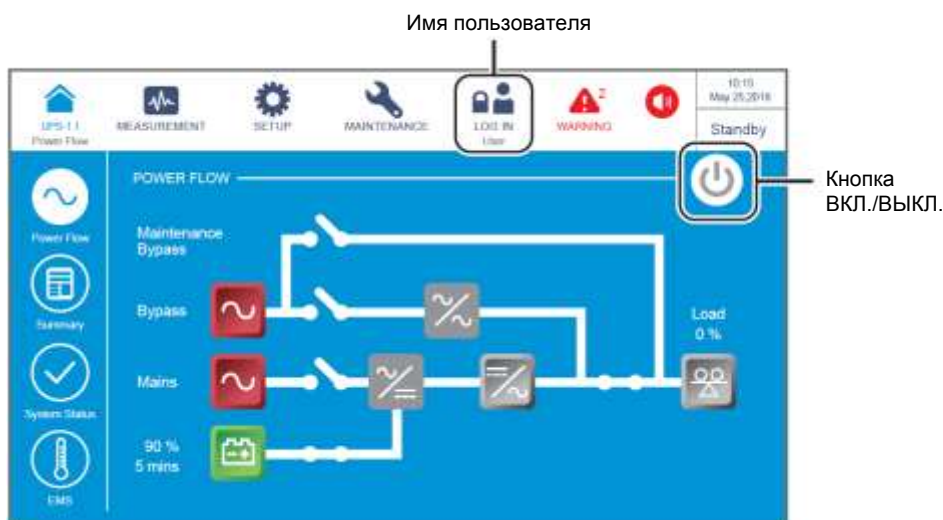 Имя пользователя
10:15
May 25,2018
UPS-1 1
MEASUREMENT
SETUP
MAINTENANCE
LOG IN
WARNING
2
Standby
Power Flow
User
POWER FLOW
Кнопка
ВКЛ./ВЫКЛ.
Power Flow
Maintenance
Bypass
Summary
Bypass
Load
0 %
Mains
System Status
90 %
5 mins
EMS